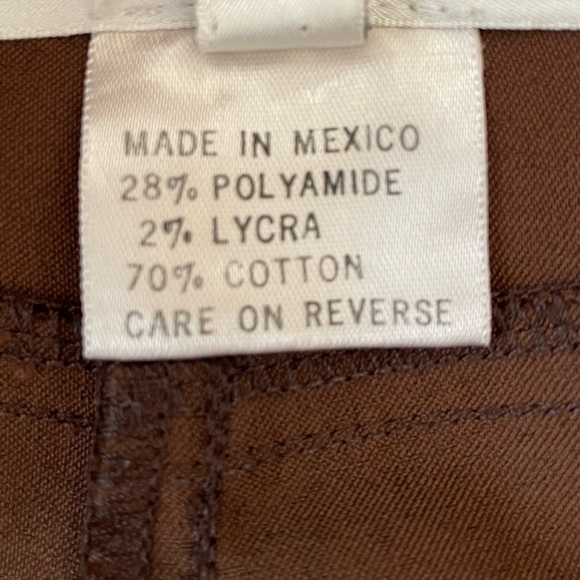 MADE IN MEXICO
28% POLYAMIDE
2% LYCRA
70% COTTON
CARE ON REVERSE